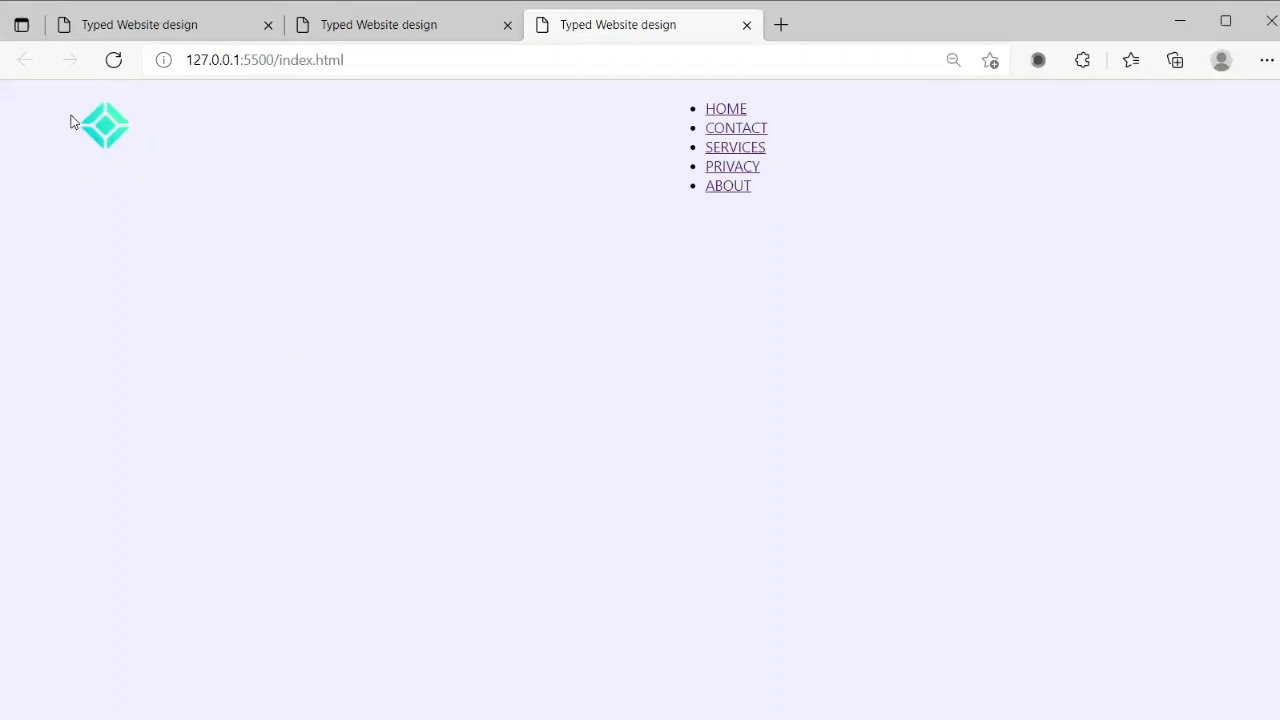 Typed Website design
Typed Website design
Typed Website design
127.0.0.1:5500/index.html
HOME
CONTACT
SERVICES
PRIVACY
ABOUT